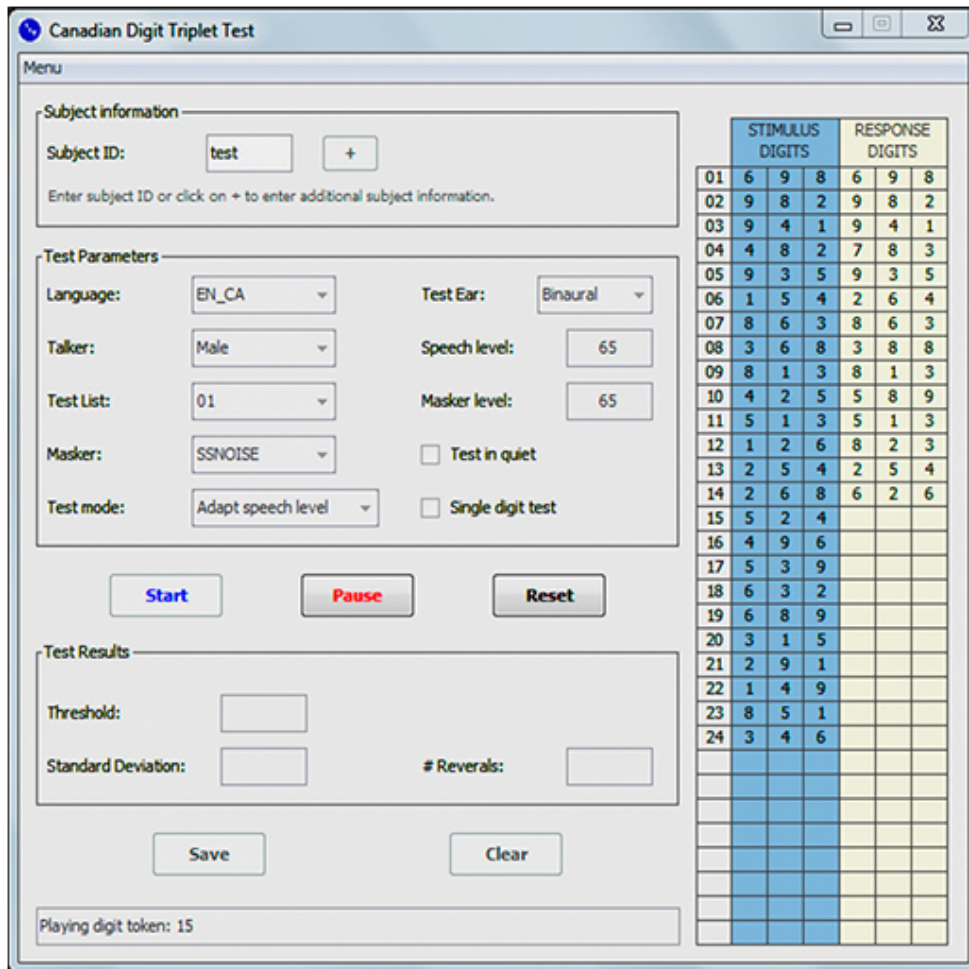 Canadian Digit Triplet Test
Menu
Subject information
Subject ID: test +
Enter subject ID or click on + to enter additional subject information.
Test Parameters
Language: EN_CA Test Ear: Binaural
Talker: Male Speech level: 65
Test List: 01 Masker level: 65
Masker: SSNOISE Test in quiet
Test mode: Adapt speech level Single digit test
Start Pause Reset
Test Results
Threshold:
Standard Deviation: # Reverals:
Save Clear
Playing digit token: 15
STIMULUS RESPONSE
DIGITS DIGITS
01 6 9 8 6 9 8
02 9 8 2 9 8 2
03 9 4 1 9 4 1
04 4 8 2 7 8 3
05 9 3 5 9 3 5
06 1 5 4 2 6 4
07 8 6 3 8 6 3
08 3 6 8 3 8 8
09 8 1 3 8 1 3
10 4 2 5 5 8 9
11 5 1 3 5 1 3
12 1 2 6 8 2 3
13 2 5 4 2 5 4
14 2 6 8 6 2 6
15 5 2 4
16 4 9 6
17 5 3 9
18 6 3 2
19 6 8 9
20 3 1 5
21 2 9 1
22 1 4 9
23 8 5 1
24 3 4 6